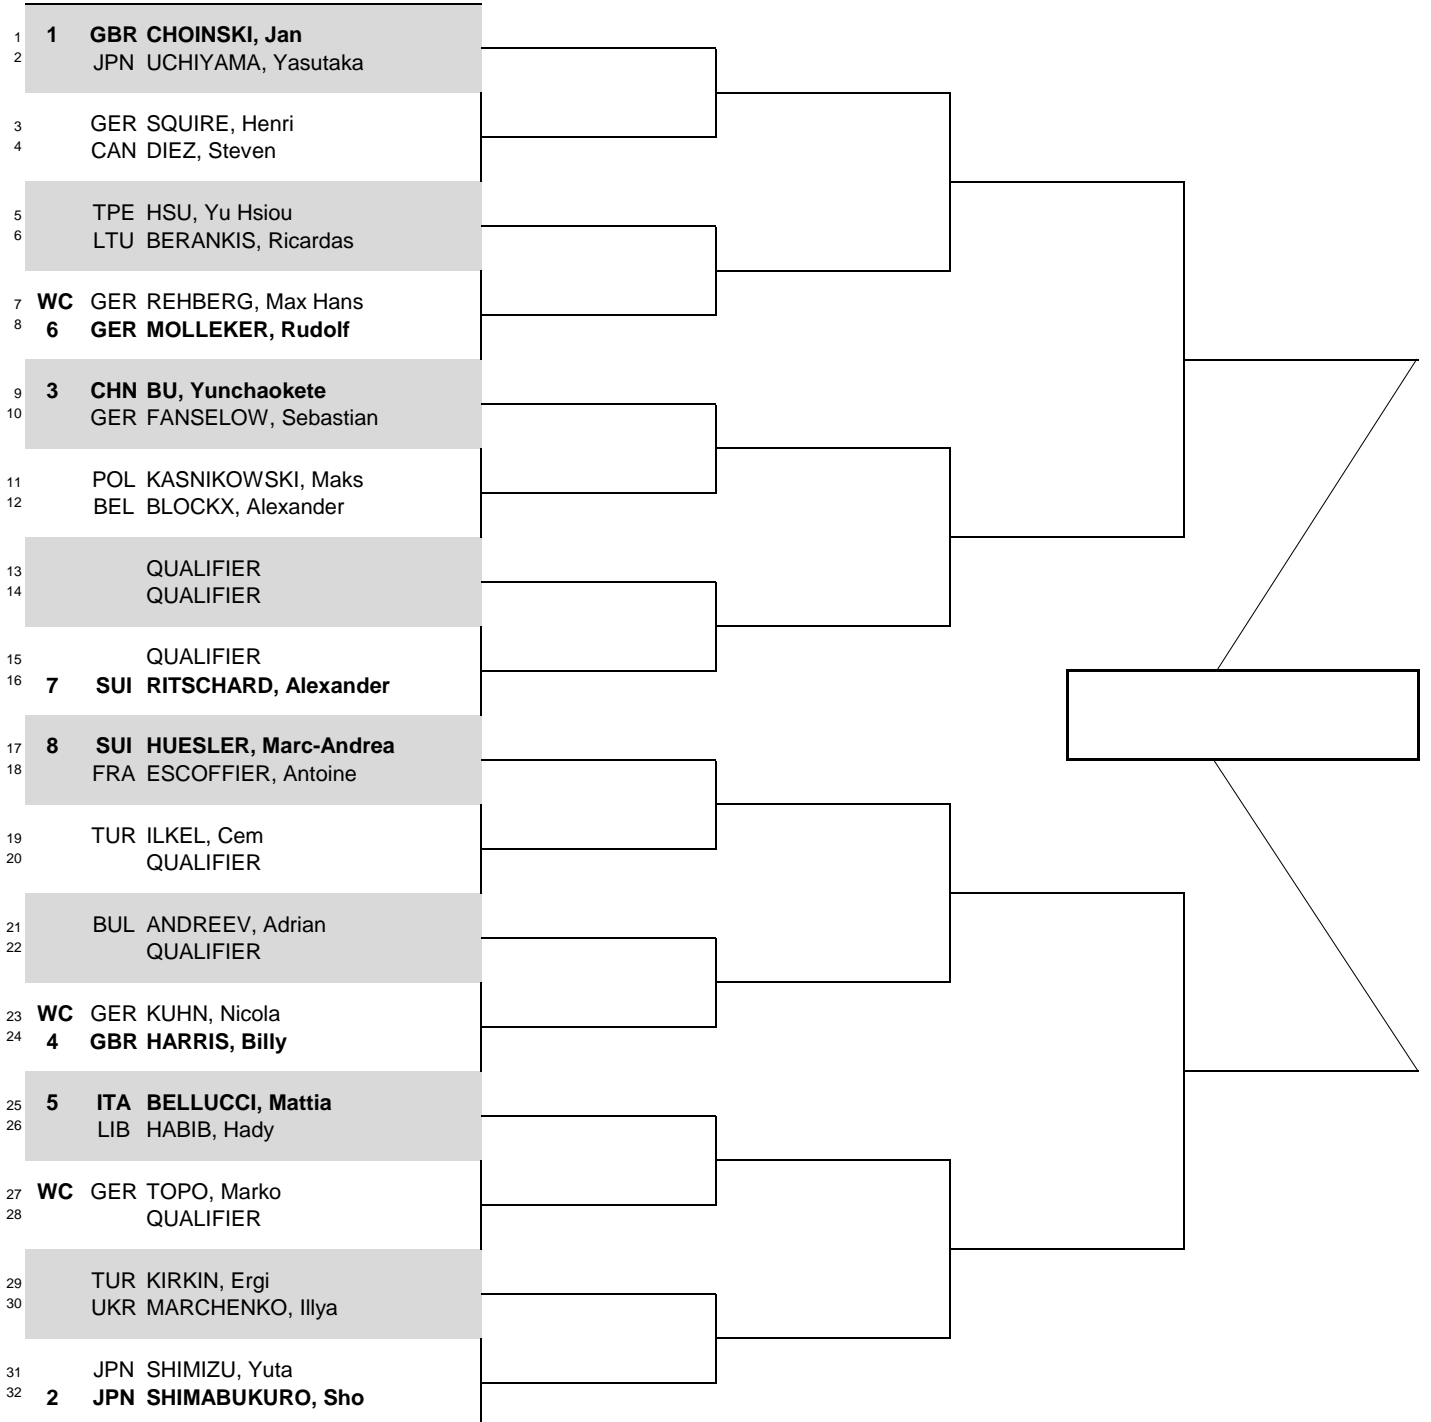 1 1 GBR CHOINSKI, Jan
2 JPN UCHIYAMA, Yasutaka
3 GER SQUIRE, Henri
4 CAN DIEZ, Steven
5 TPE HSU, Yu Hsiou
6 LTU BERANKIS, Ricardas
7 WC GER REHBERG, Max Hans
8 6 GER MOLLEKER, Rudolf
9 3 CHN BU, Yunchaokete
10 GER FANSELOW, Sebastian
11 POL KASNIKOWSKI, Maks
12 BEL BLOCKX, Alexander
13 QUALIFIER
14 QUALIFIER
15 QUALIFIER
16 7 SUI RITSCHARD, Alexander
17 8 SUI HUESLER, Marc-Andrea
18 FRA ESCOFFIER, Antoine
19 TUR ILKEL, Cem
20 QUALIFIER
21 BUL ANDREEV, Adrian
22 QUALIFIER
23 WC GER KUHN, Nicola
24 4 GBR HARRIS, Billy
25 5 ITA BELLUCCI, Mattia
26 LIB HABIB, Hady
27 WC GER TOPO, Marko
28 QUALIFIER
29 TUR KIRKIN, Ergi
30 UKR MARCHENKO, Illya
31 JPN SHIMIZU, Yuta
32 2 JPN SHIMABUKURO, Sho